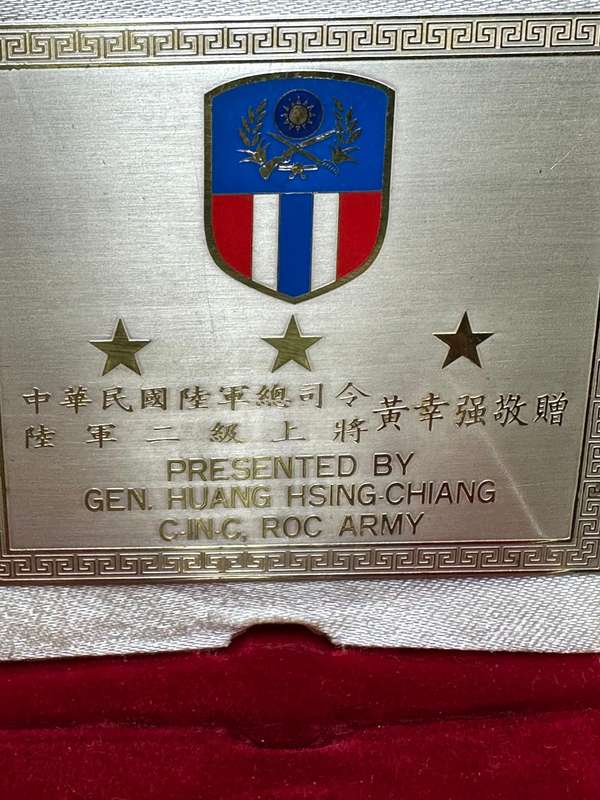 中華民國陸軍總司令
陸軍二級上將 黃幸强敬贈
PRESENTED BY
GEN. HUANG HSING-CHIANG
C-IN-C, ROC ARMY